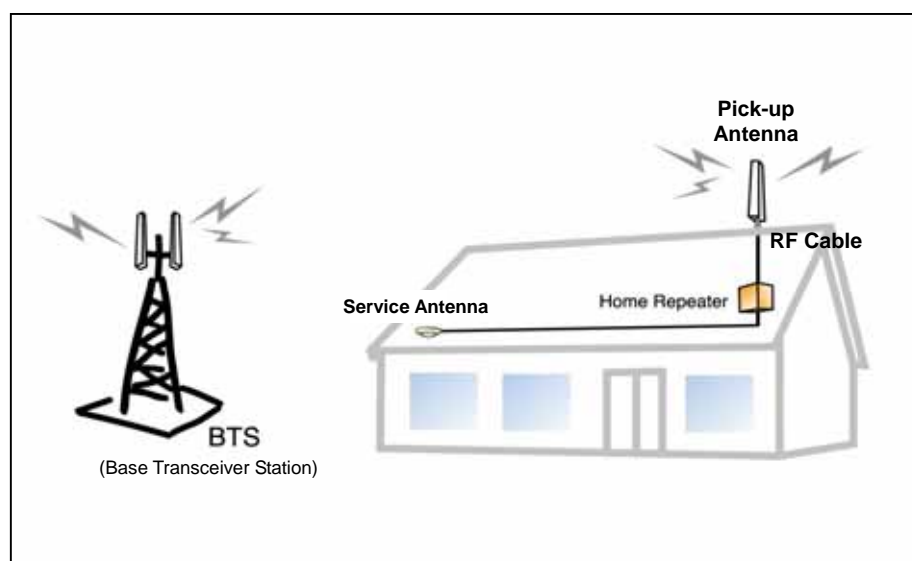 Pick-up
Antenna
RF Cable
Service Antenna
Home Repeater
BTS
(Base Transceiver Station)